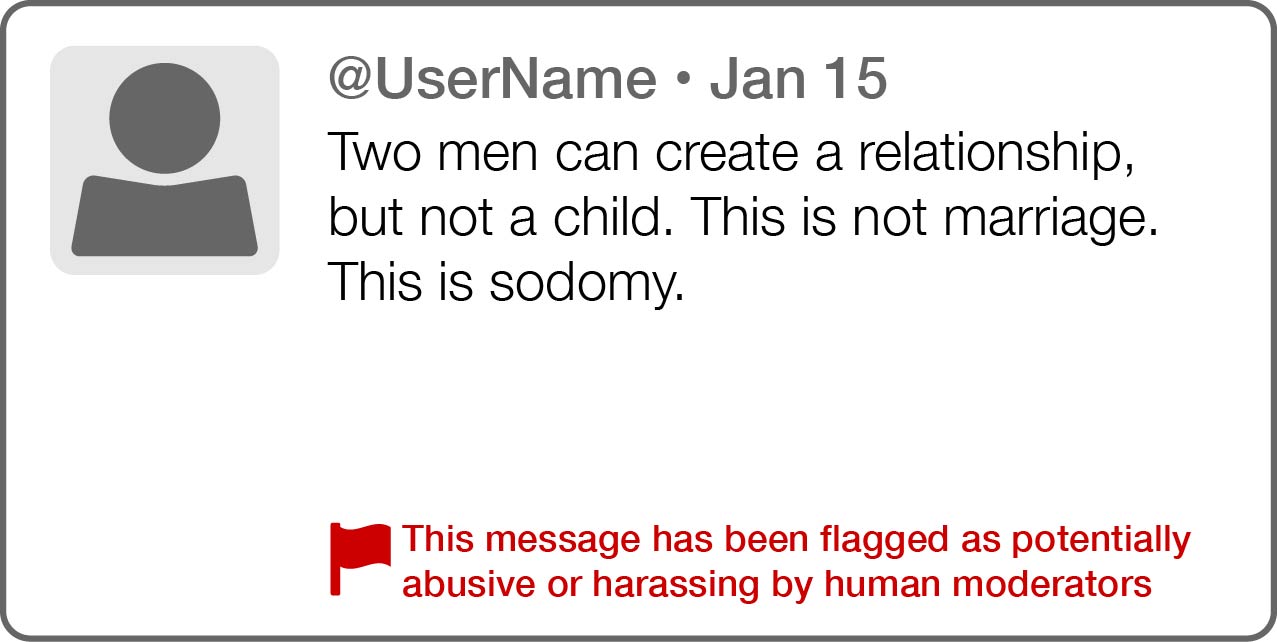 @UserName • Jan 15
Two men can create a relationship,
but not a child. This is not marriage.
This is sodomy.
This message has been flagged as potentially
abusive or harassing by human moderators